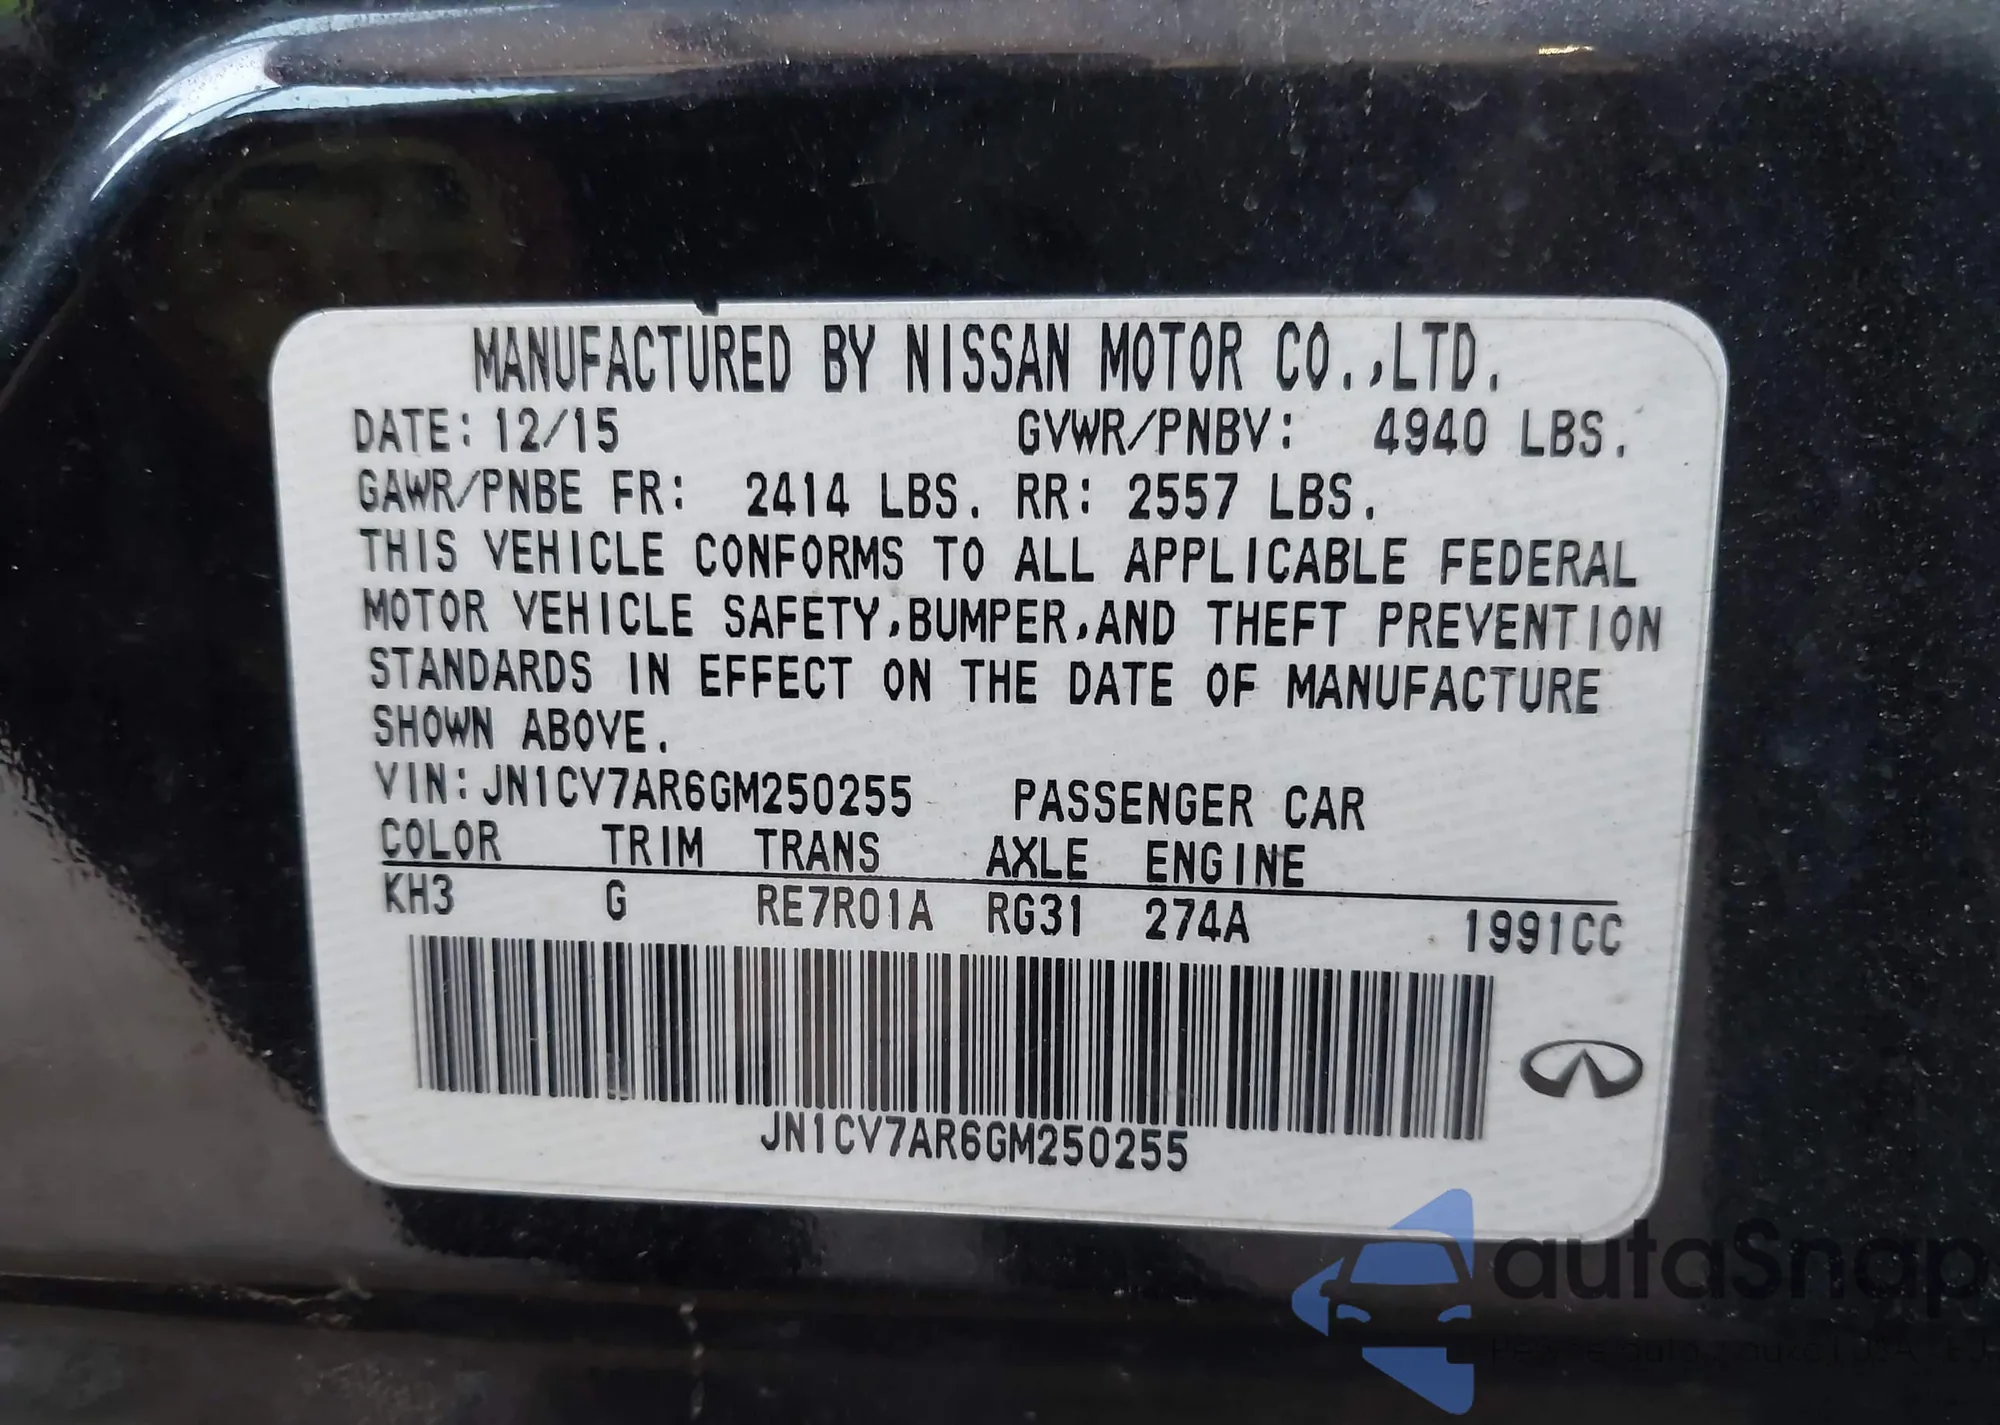 MANUFACTURED BY NISSAN MOTOR CO.,LTD.
DATE: 12/15 GVWR/PNBV: 4940 LBS.
GAWR/PNBE FR: 2414 LBS. RR: 2557 LBS.
THIS VEHICLE CONFORMS TO ALL APPLICABLE FEDERAL
MOTOR VEHICLE SAFETY,BUMPER,AND THEFT PREVENTION
STANDARDS IN EFFECT ON THE DATE OF MANUFACTURE
SHOWN ABOVE.
VIN:JN1CV7AR6GM250255 PASSENGER CAR
COLOR TRIM TRANS AXLE ENGINE
KH3 G RE7R01A RG31 274A 1991CC
JN1CV7AR6GM250255
autaSnap